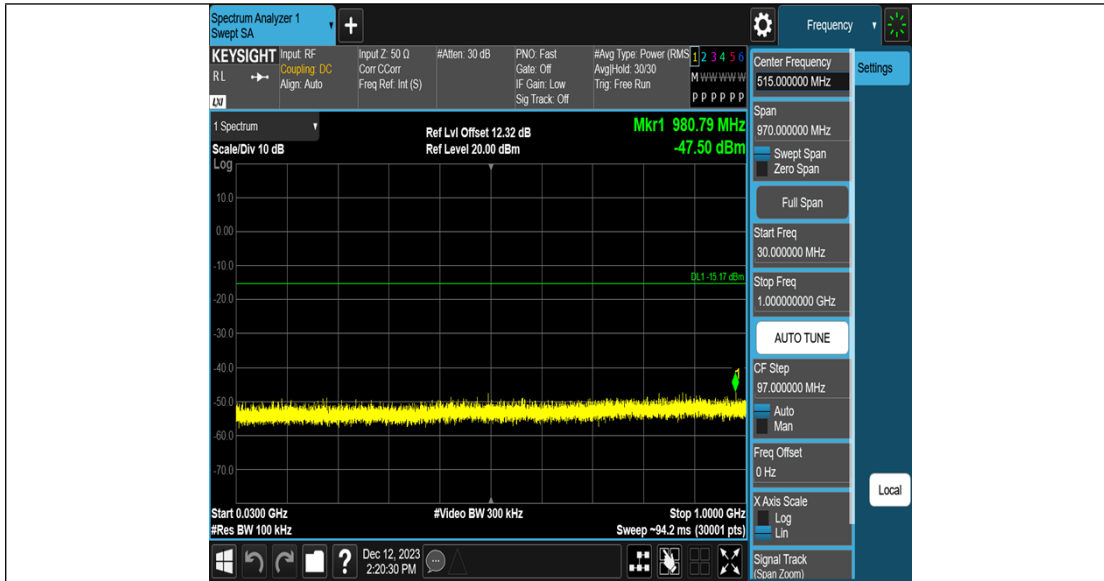 Spectrum Analyzer 1
Swept SA
Frequency
KEYSIGHT
RL
LXI
Input: RF
Coupling: DC
Align: Auto
Input Z: 50 Ω
Corr CCorr
Freq Ref: Int (S)
#Atten: 30 dB
PNO: Fast
Gate: Off
IF Gain: Low
Sig Track: Off
#Avg Type: Power (RMS
Avg|Hold: 30/30
Trig: Free Run
1 2 3 4 5 6
M W W W W W
P P P P P P
1 Spectrum
Scale/Div 10 dB
Log
Ref Lvl Offset 12.32 dB
Ref Level 20.00 dBm
Mkr1 980.79 MHz
-47.50 dBm
10.0
0.00
-10.0
DL1 -15.17 dBm
-20.0
-30.0
-40.0
1
-50.0
-60.0
-70.0
Start 0.0300 GHz
#Video BW 300 kHz
Stop 1.0000 GHz
#Res BW 100 kHz
Sweep ~94.2 ms (30001 pts)
?
Dec 12, 2023
2:20:30 PM
Center Frequency
515.000000 MHz
Span
970.000000 MHz
Swept Span
Zero Span
Full Span
Start Freq
30.000000 MHz
Stop Freq
1.000000000 GHz
AUTO TUNE
CF Step
97.000000 MHz
Auto
Man
Freq Offset
0 Hz
X Axis Scale
Log
Lin
Signal Track
(Span Zoom)
Settings
Local